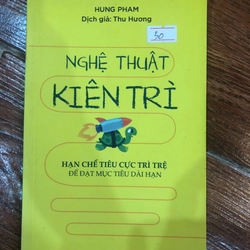 HUNG PHAM
Dịch giả: Thu Hương
50
NGHỆ THUẬT
KIÊN TRÌ
HẠN CHẾ TIÊU CỰC TRÌ TRỆ
ĐỂ ĐẠT MỤC TIÊU DÀI HẠN